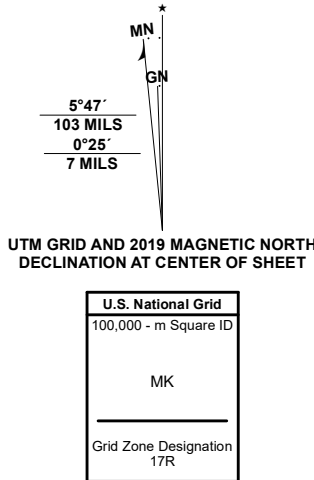 MN
GN
5°47´
103 MILS
0°25´
7 MILS
UTM GRID AND 2019 MAGNETIC NORTH
DECLINATION AT CENTER OF SHEET
U.S. National Grid
100,000 - m Square ID
MK
Grid Zone Designation
17R